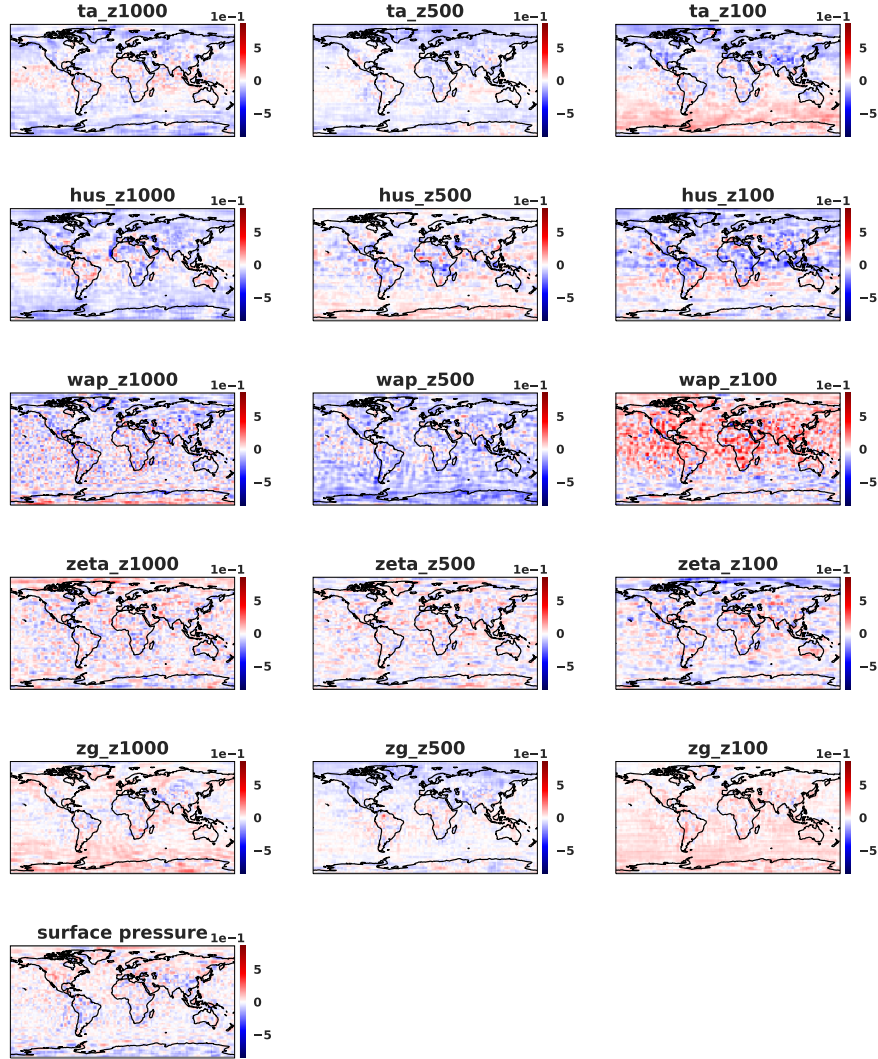 ta_z1000 ta_z500 ta_z100
1e−1 1e−1 1e−1
5 5 5
0 0 0
−5 −5 −5
hus_z1000 hus_z500 hus_z100
1e−1 1e−1 1e−1
5 5 5
0 0 0
−5 −5 −5
wap_z1000 wap_z500 wap_z100
1e−1 1e−1 1e−1
5 5 5
0 0 0
−5 −5 −5
zeta_z1000 zeta_z500 zeta_z100
1e−1 1e−1 1e−1
5 5 5
0 0 0
−5 −5 −5
zg_z1000 zg_z500 zg_z100
1e−1 1e−1 1e−1
5 5 5
0 0 0
−5 −5 −5
surface pressure 1e−1
5
0
−5